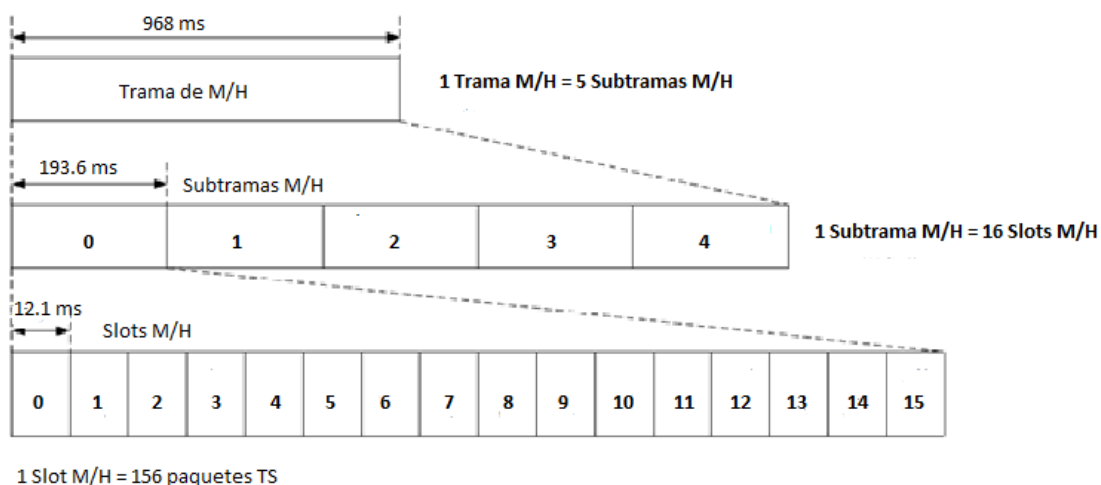 968 ms
Trama de M/H
1 Trama M/H = 5 Subtramas M/H
193.6 ms
Subtramas M/H
0 1 2 3 4
1 Subtrama M/H = 16 Slots M/H
12.1 ms
Slots M/H
0 1 2 3 4 5 6 7 8 9 10 11 12 13 14 15
1 Slot M/H = 156 paquetes TS